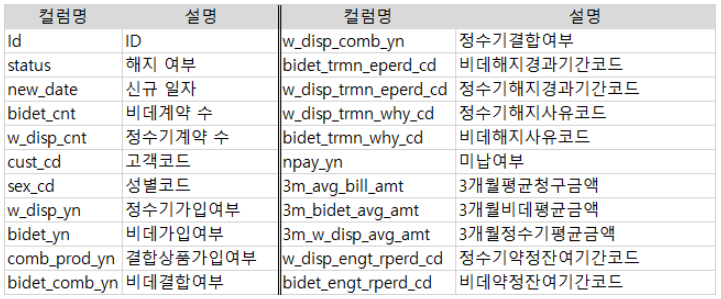 컬럼명 설명 컬럼명 설명
Id ID w_disp_comb_yn 정수기결합여부
status 해지 여부 bidet_trmn_eperd_cd 비데해지경과기간코드
new_date 신규 일자 w_disp_trmn_eperd_cd 정수기해지경과기간코드
bidet_cnt 비데계약 수 w_disp_trmn_why_cd 정수기해지사유코드
w_disp_cnt 정수기계약 수 bidet_trmn_why_cd 비데해지사유코드
cust_cd 고객코드 npay_yn 미납여부
sex_cd 성별코드 3m_avg_bill_amt 3개월평균청구금액
w_disp_yn 정수기가입여부 3m_bidet_avg_amt 3개월비데평균금액
bidet_yn 비데가입여부 3m_w_disp_avg_amt 3개월정수기평균금액
comb_prod_yn 결합상품가입여부 w_disp_engt_rperd_cd 정수기약정잔여기간코드
bidet_comb_yn 비데결합여부 bidet_engt_rperd_cd 비데약정잔여기간코드